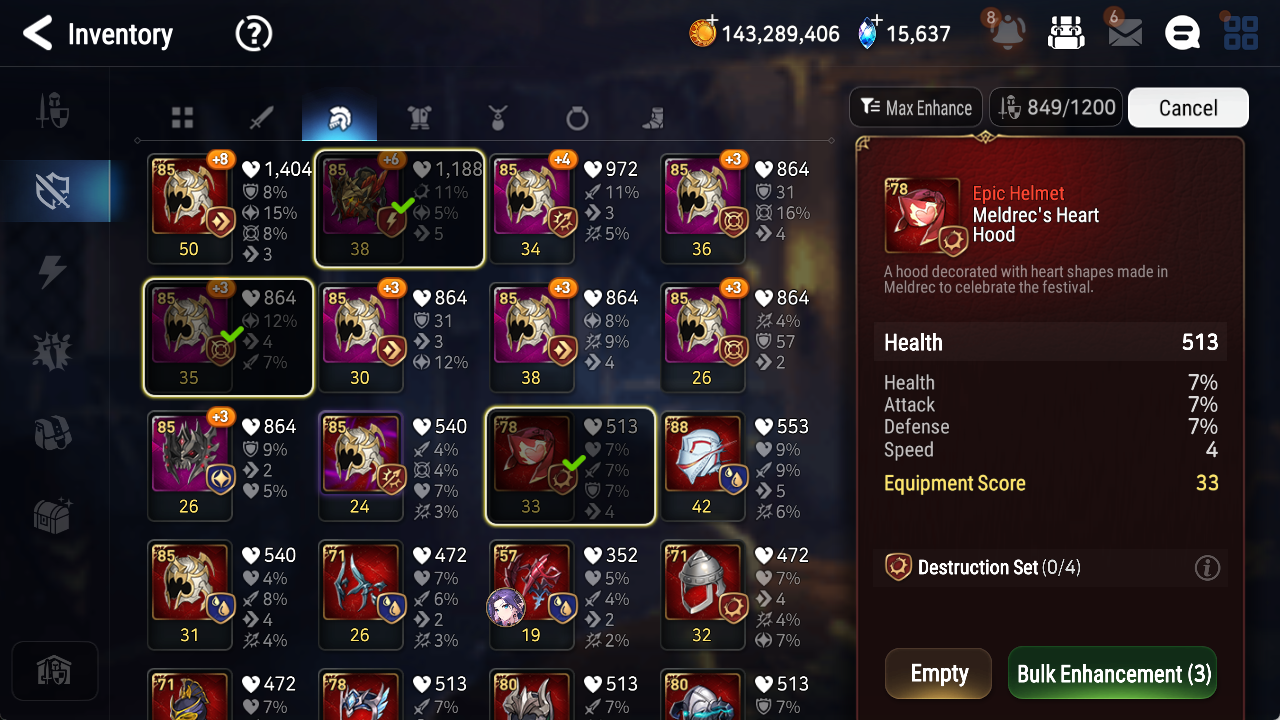 Inventory
?
143,289,406
15,637
8
6
Max Enhance
849/1200
Cancel
85 +8 1,404
8%
15%
8%
50 3
85 +6 1,188
11%
5%
38 5
85 +4 972
11%
3
34 5%
85 +3 864
31
16%
36 4
85 +3 864
12%
4
35 7%
85 +3 864
31
3
30 12%
85 +3 864
8%
9%
38 4
85 +3 864
4%
57
26 2
85 +3 864
9%
2
26 5%
85 540
4%
4%
7%
24 3%
78 513
7%
7%
7%
33 4
88 553
9%
9%
5
42 6%
85 540
4%
8%
4
31 4%
71 472
7%
6%
2
26 3%
57 352
5%
4%
2
19 2%
71 472
7%
4
4%
32 7%
71 472
7%
78 513
7%
80 513
7%
80 513
7%
78
Epic Helmet
Meldrec's Heart
Hood
A hood decorated with heart shapes made in
Meldrec to celebrate the festival.
Health 513
Health 7%
Attack 7%
Defense 7%
Speed 4
Equipment Score 33
Destruction Set (0/4)
i
Empty
Bulk Enhancement (3)